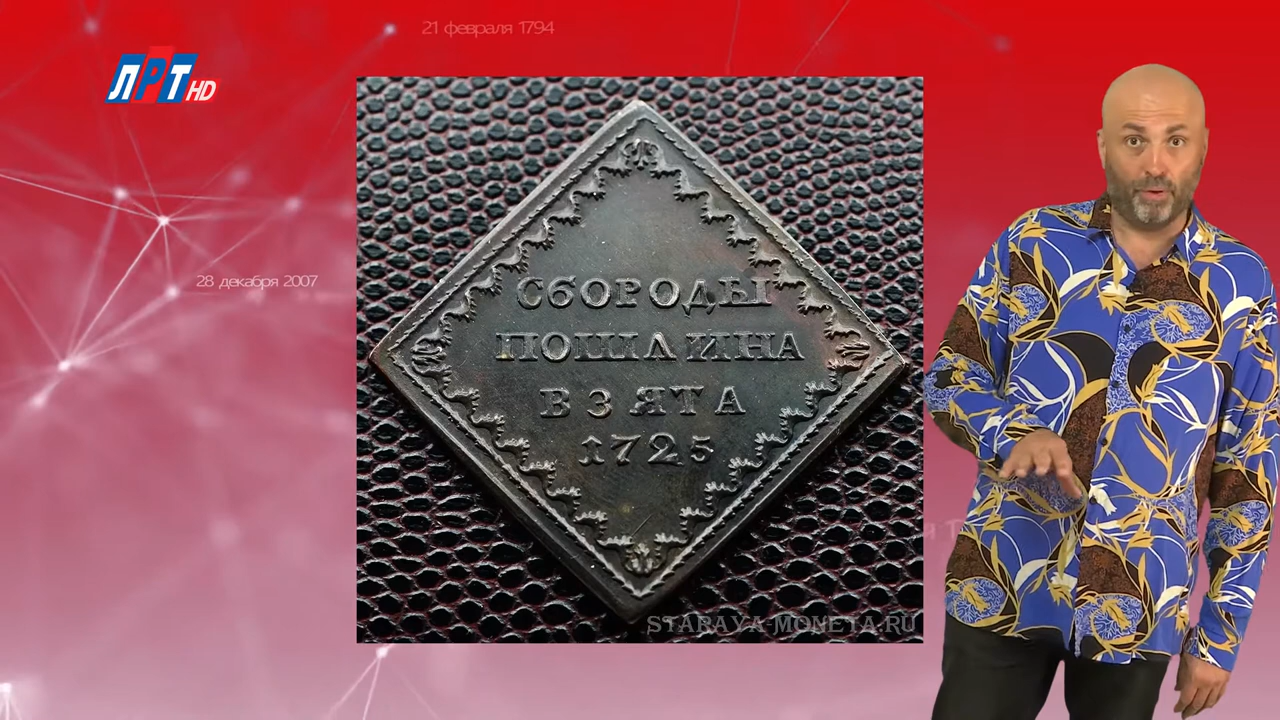 21 февраля 1794
ЛРТ HD
28 декабря 2007
СбОРОДЫ
ПОШЛИНА
ВЗЯТА
1725
STARAYA-MONETA.RU